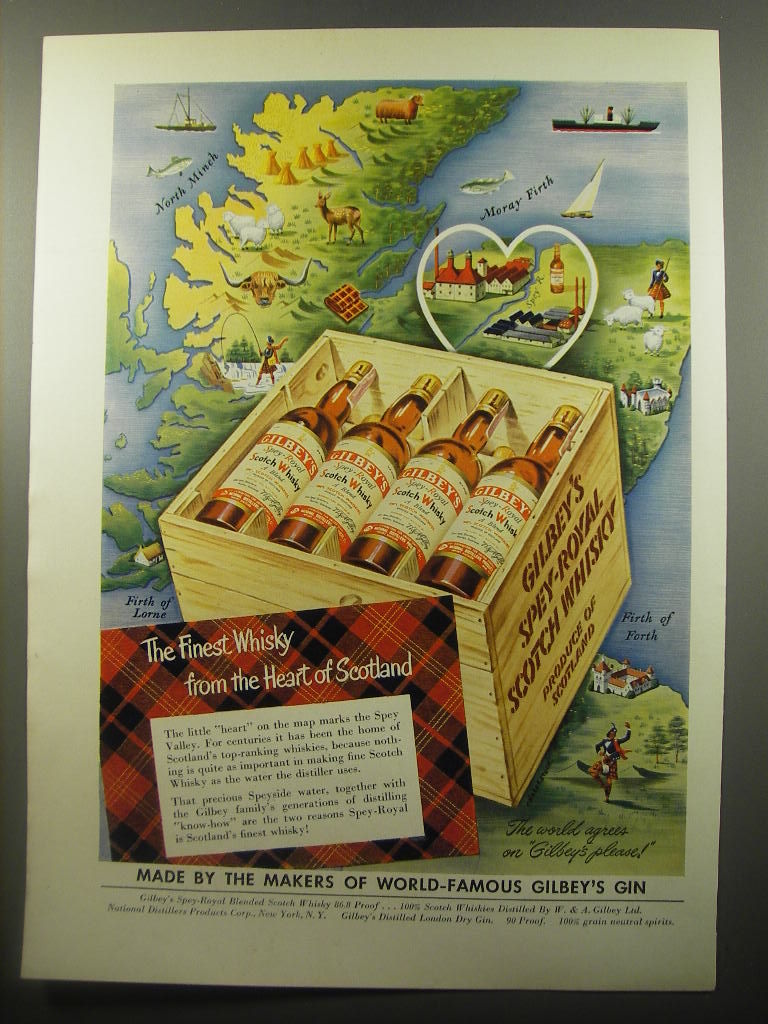 North Minch
Moray Firth
Spey R.
GILBEY'S
Spey-Royal
Scotch Whisky
A Blend
GILBEY'S
Spey-Royal
Scotch Whisky
A Blend
GILBEY'S
Spey-Royal
Scotch Whisky
A Blend
GILBEY'S
Spey-Royal
Scotch Whisk
A Blend
GILBEY'S
SPEY-ROYAL
SCOTCH WHISKY
PRODUCE OF
SCOTLAND
Firth of
Lorne
Firth of
Forth
The Finest Whisky
from the Heart of Scotland
The little "heart" on the map marks the Spey
Valley. For centuries it has been the home of
Scotland's top-ranking whiskies, because noth-
ing is quite as important in making fine Scotch
Whisky as the water the distiller uses.
That precious Speyside water, together with
the Gilbey family's generations of distilling
"know-how" are the two reasons Spey-Royal
is Scotland's finest whisky!
The world agrees
on "Gilbey's please!"
MADE BY THE MAKERS OF WORLD-FAMOUS GILBEY'S GIN
Gilbey's Spey-Royal Blended Scotch Whisky 86.8 Proof . . . 100% Scotch Whiskies Distilled By W. & A. Gilbey Ltd.
National Distillers Products Corp., New York, N. Y. Gilbey's Distilled London Dry Gin. 90 Proof. 100% grain neutral spirits.